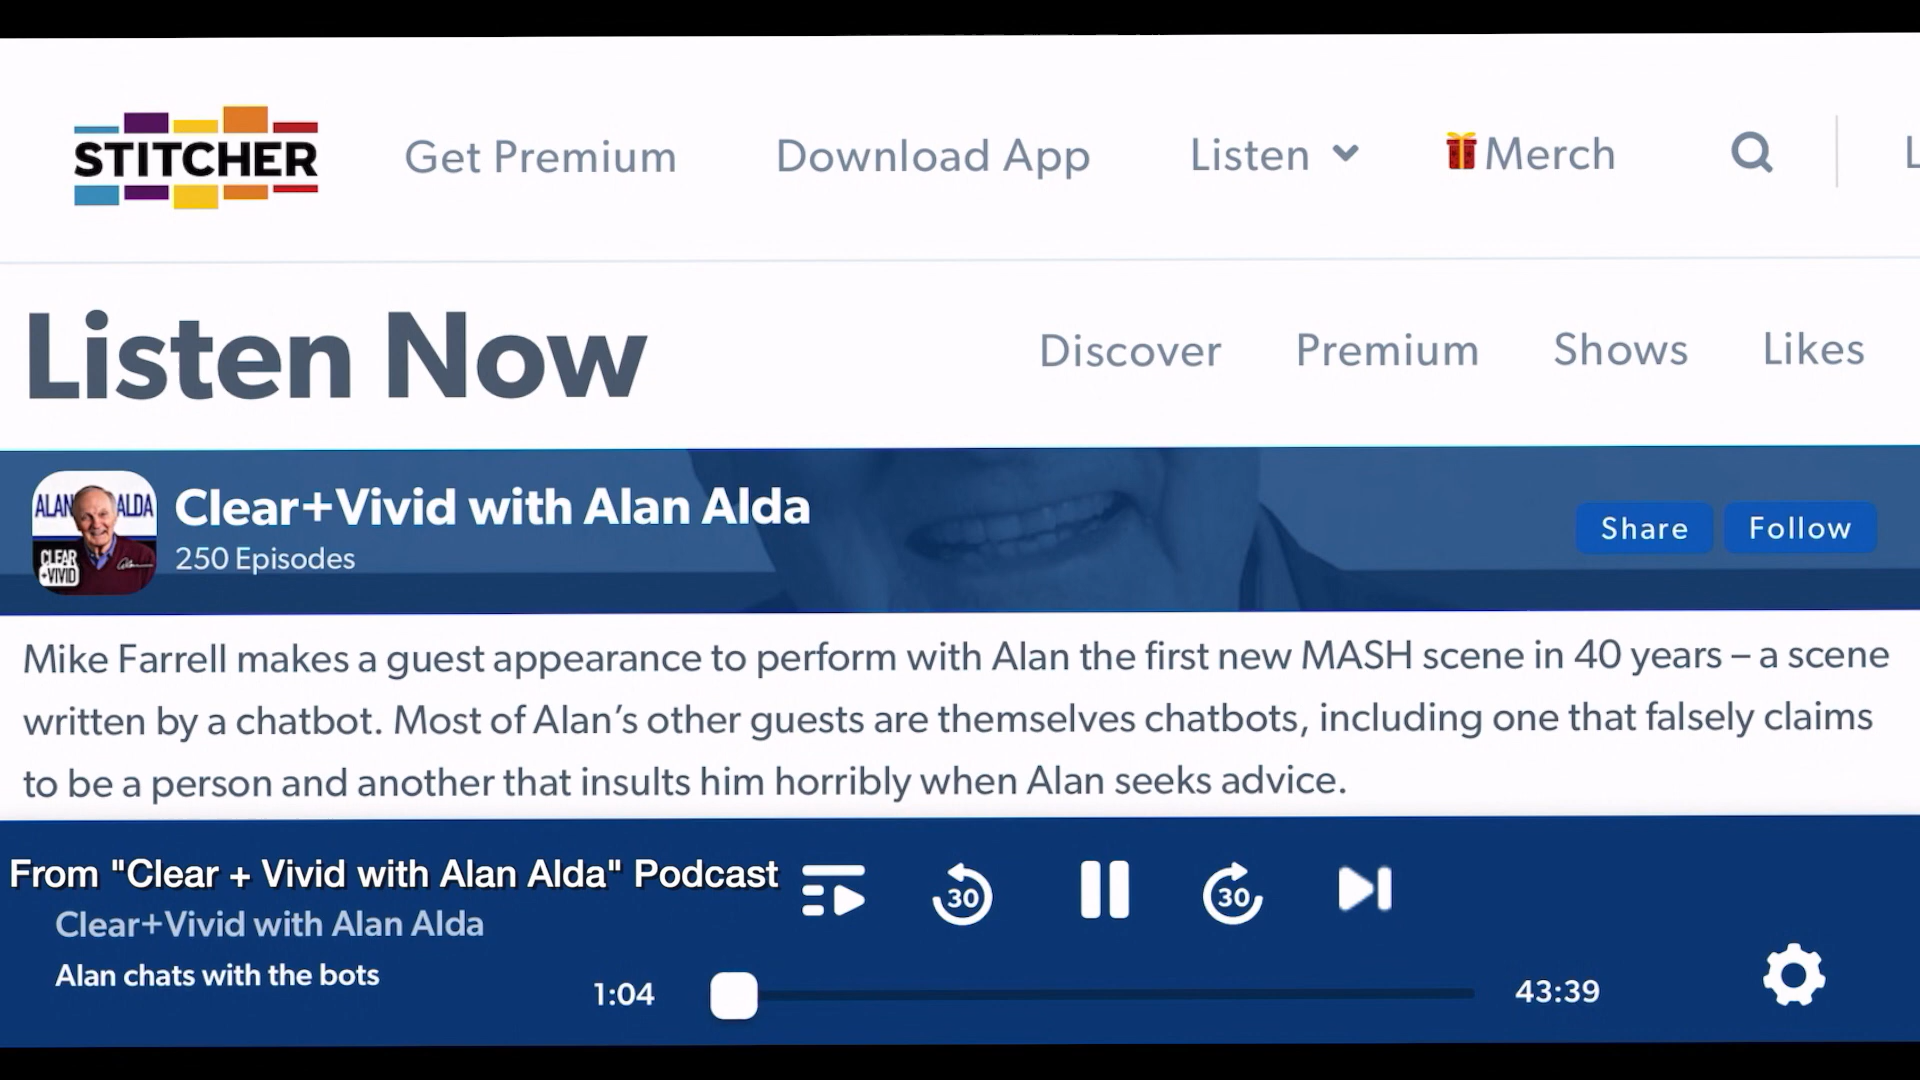 STITCHER
Get Premium
Download App
Listen
Merch
L
Listen Now
Discover
Premium
Shows
Likes
ALAN ALDA
CLEAR
+VIVID
Clear+Vivid with Alan Alda
250 Episodes
Share
Follow
Mike Farrell makes a guest appearance to perform with Alan the first new MASH scene in 40 years – a scene
written by a chatbot. Most of Alan’s other guests are themselves chatbots, including one that falsely claims
to be a person and another that insults him horribly when Alan seeks advice.
From "Clear + Vivid with Alan Alda" Podcast
30
30
Clear+Vivid with Alan Alda
Alan chats with the bots
1:04
43:39